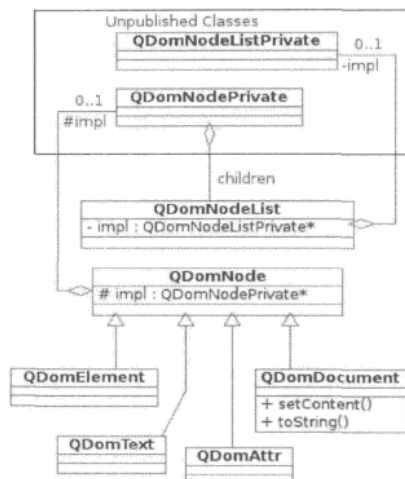 Unpublished Classes
QDomNodeListPrivate
0..1
-impl
0..1
#impl
QDomNodePrivate
children
QDomNodeList
- impl : QDomNodeListPrivate*
QDomNode
# impl : QDomNodePrivate*
QDomElement
QDomDocument
+ setContent()
+ toString()
QDomText
QDomAttr